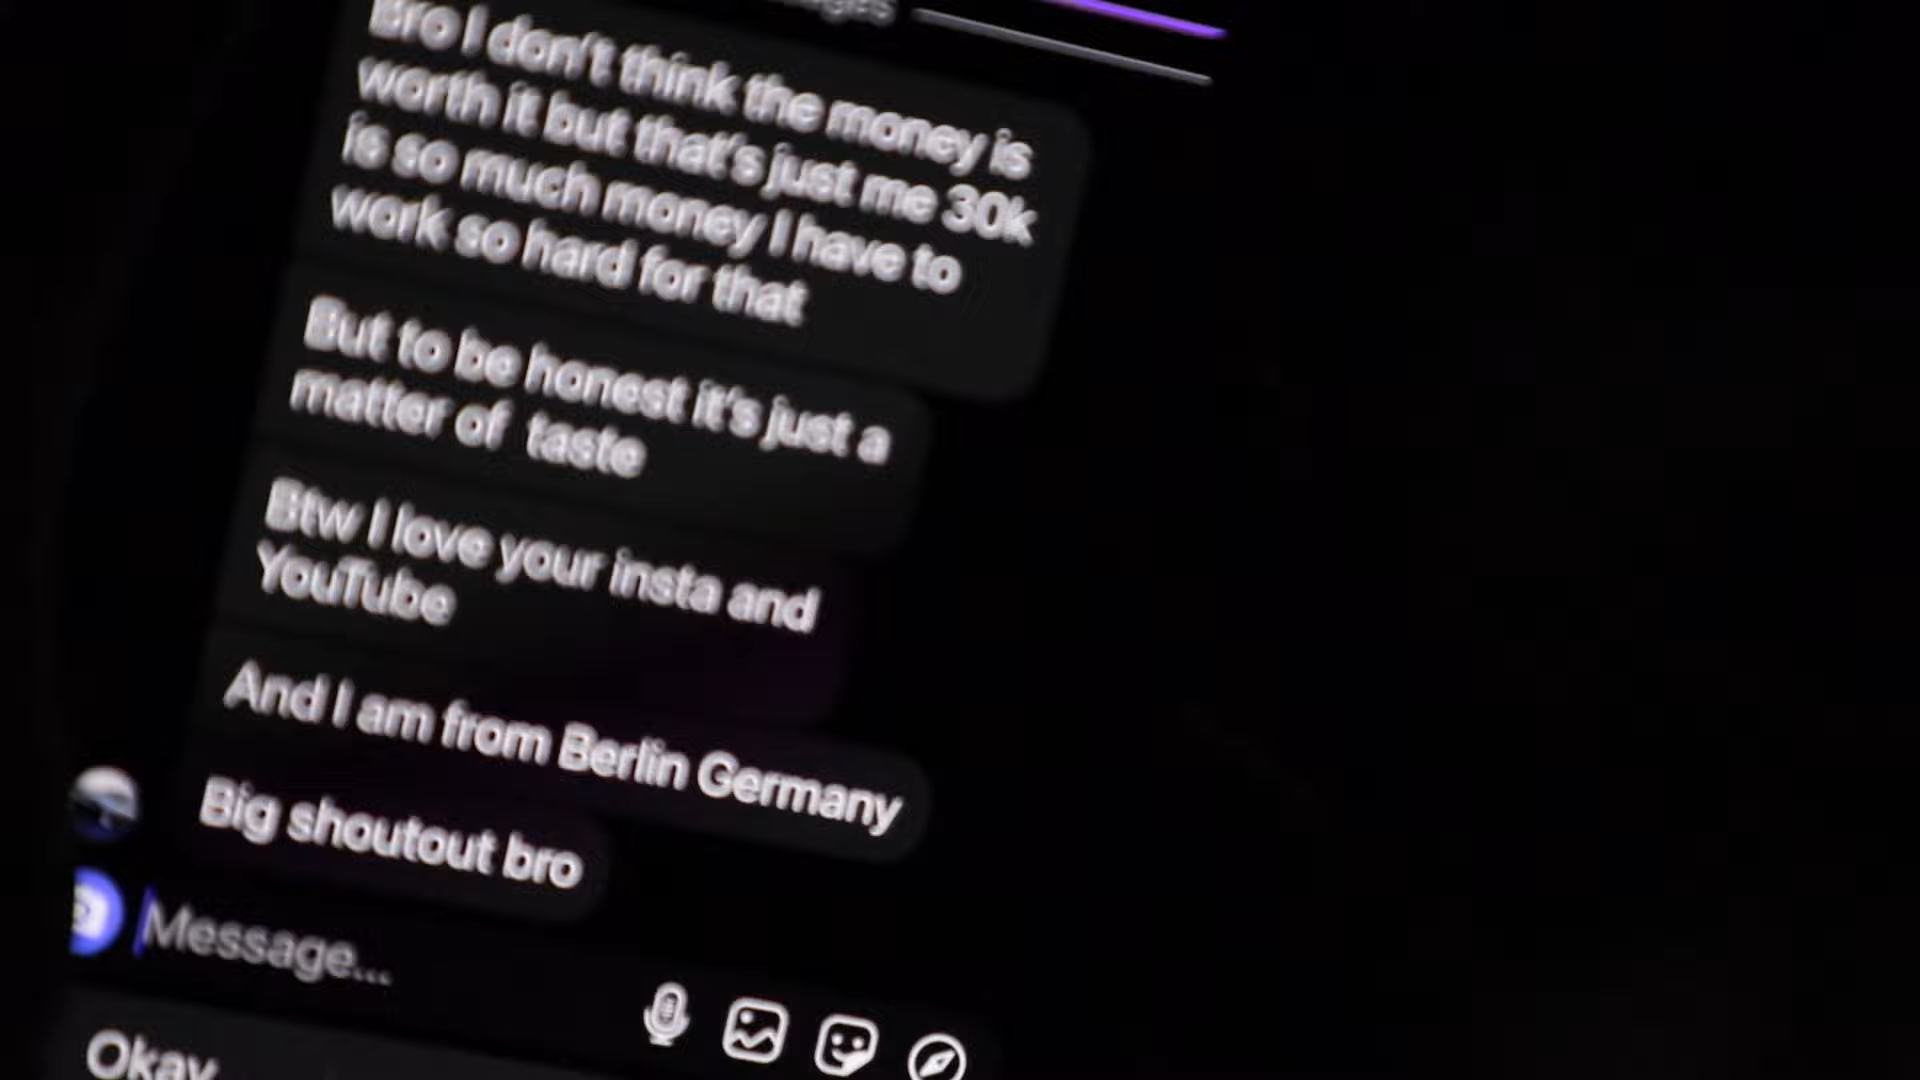 Bro I don't think the money is
worth it but that's just me 30k
is so much money I have to
work so hard for that
But to be honest it's just a
matter of taste
Btw I love your insta and
YouTube
And I am from Berlin Germany
Big shoutout bro
Message...
Okay